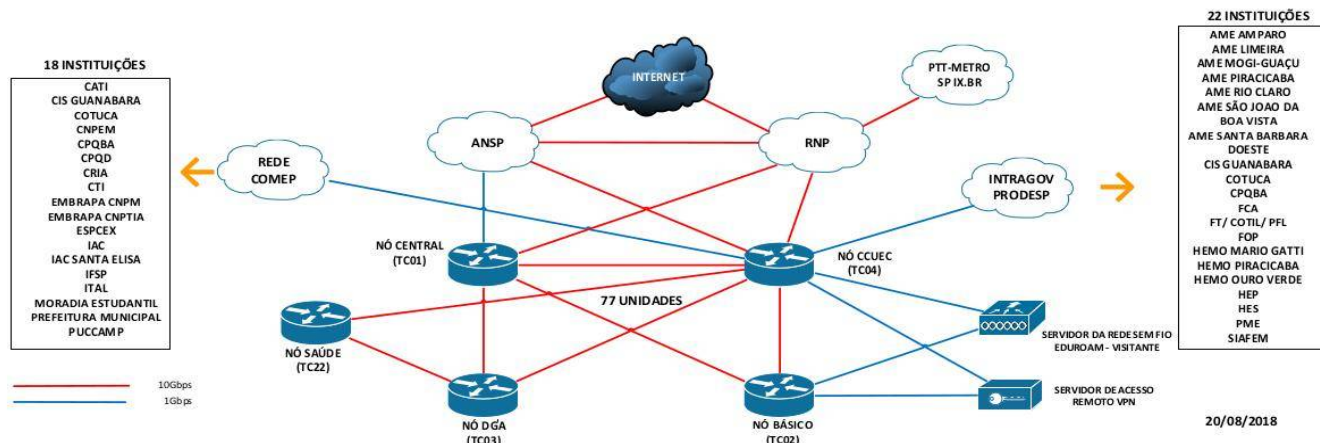 18 INSTITUIÇÕES
CATI
CIS GUANABARA
COTUCA
CNPEM
CPQBA
CPQD
CRIA
CTI
EMBRAPA CNPM
EMBRAPA CNPTIA
ESPCEX
IAC
IAC SANTA ELISA
IFSP
ITAL
MORADIA ESTUDANTIL
PREFEITURA MUNICIPAL
PUCCAMP
10Gbps
1Gbps
REDE
COMEP
INTERNET
ANSP
RNP
PTT-METRO
SP IX.BR
INTRAGOV
PRODESP
NÓ CENTRAL
(TC01)
NÓ CCUEC
(TC04)
77 UNIDADES
NÓ SAÚDE
(TC22)
NÓ DGA
(TC03)
NÓ BÁSICO
(TC02)
SERVIDOR DA REDE SEM FIO
EDUROAM - VISITANTE
SERVIDOR DE ACESSO
REMOTO VPN
22 INSTITUIÇÕES
AME AMPARO
AME LIMEIRA
AME MOGI-GUAÇU
AME PIRACICABA
AME RIO CLARO
AME SÃO JOAO DA
BOA VISTA
AME SANTA BARBARA
DOESTE
CIS GUANABARA
COTUCA
CPQBA
FCA
FT/ COTIL/ PFL
FOP
HEMO MARIO GATTI
HEMO PIRACICABA
HEMO OURO VERDE
HEP
HES
PME
SIAFEM
20/08/2018